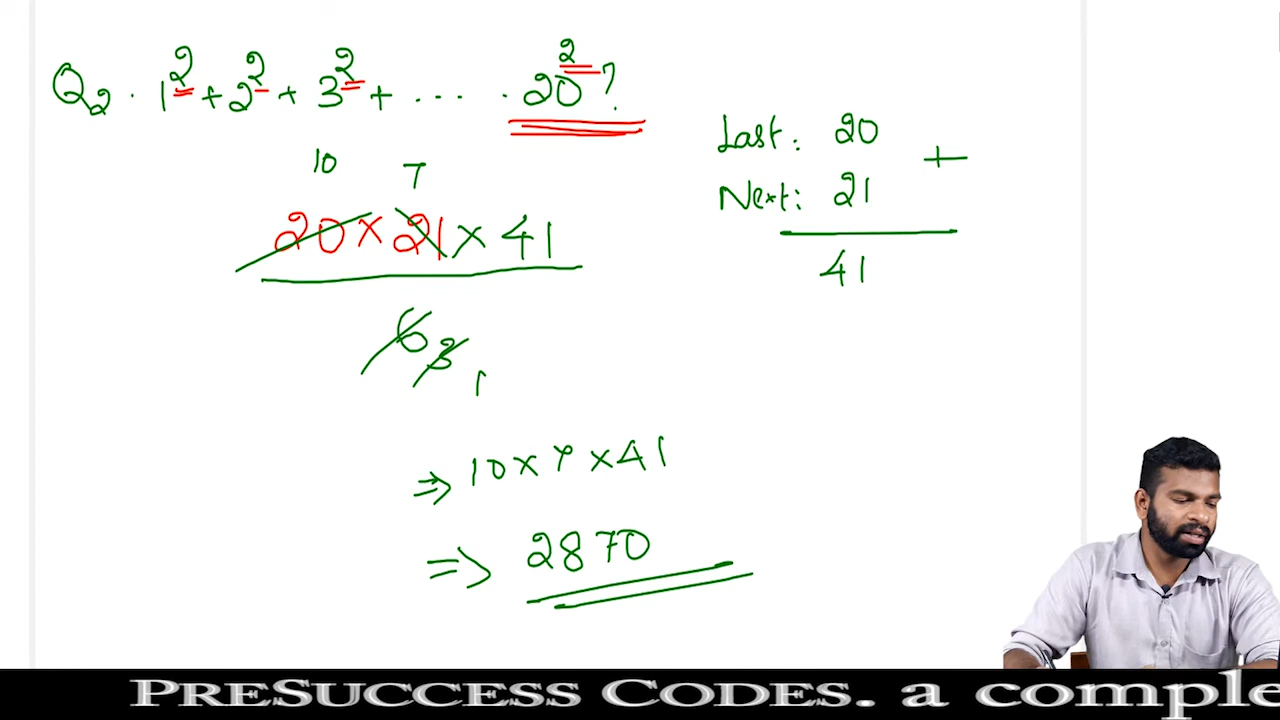 Q2. 1² + 2² + 3² + .... . 20² ?
Last: 20 +
Next: 21
41
10 7
20 × 21 × 41
6 3 1
⇒ 10 × 7 × 41
⇒ 2870
PRESUCCESS CODES. a comple